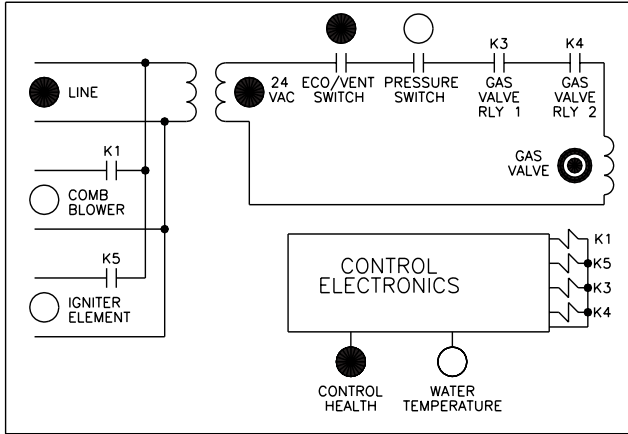 LINE
24
VAC
ECO/VENT
SWITCH
PRESSURE
SWITCH
K3
GAS
VALVE
RLY 1
K4
GAS
VALVE
RLY 2
K1
COMB
BLOWER
GAS
VALVE
K5
IGNITER
ELEMENT
CONTROL
ELECTRONICS
K1
K5
K3
K4
CONTROL
HEALTH
WATER
TEMPERATURE